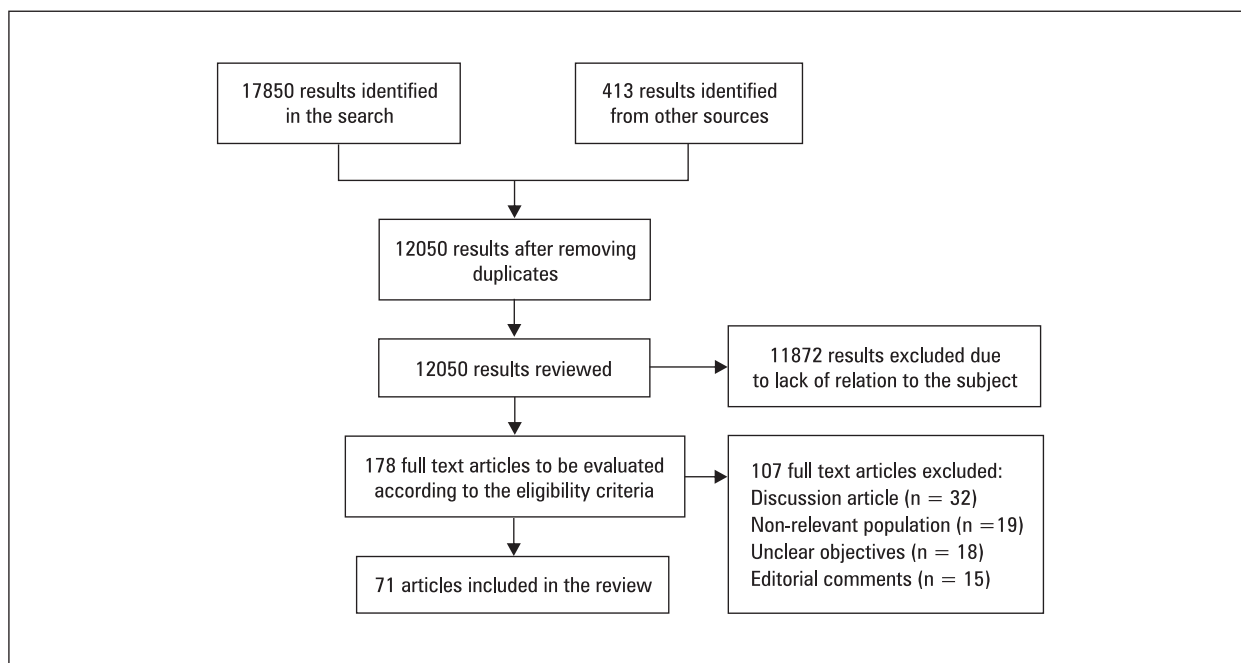 17850 results identified
in the search
413 results identified
from other sources
12050 results after removing
duplicates
12050 results reviewed
11872 results excluded due
to lack of relation to the subject
178 full text articles to be evaluated
according to the eligibility criteria
107 full text articles excluded:
Discussion article (n = 32)
Non-relevant population (n =19)
Unclear objectives (n = 18)
Editorial comments (n = 15)
71 articles included in the review